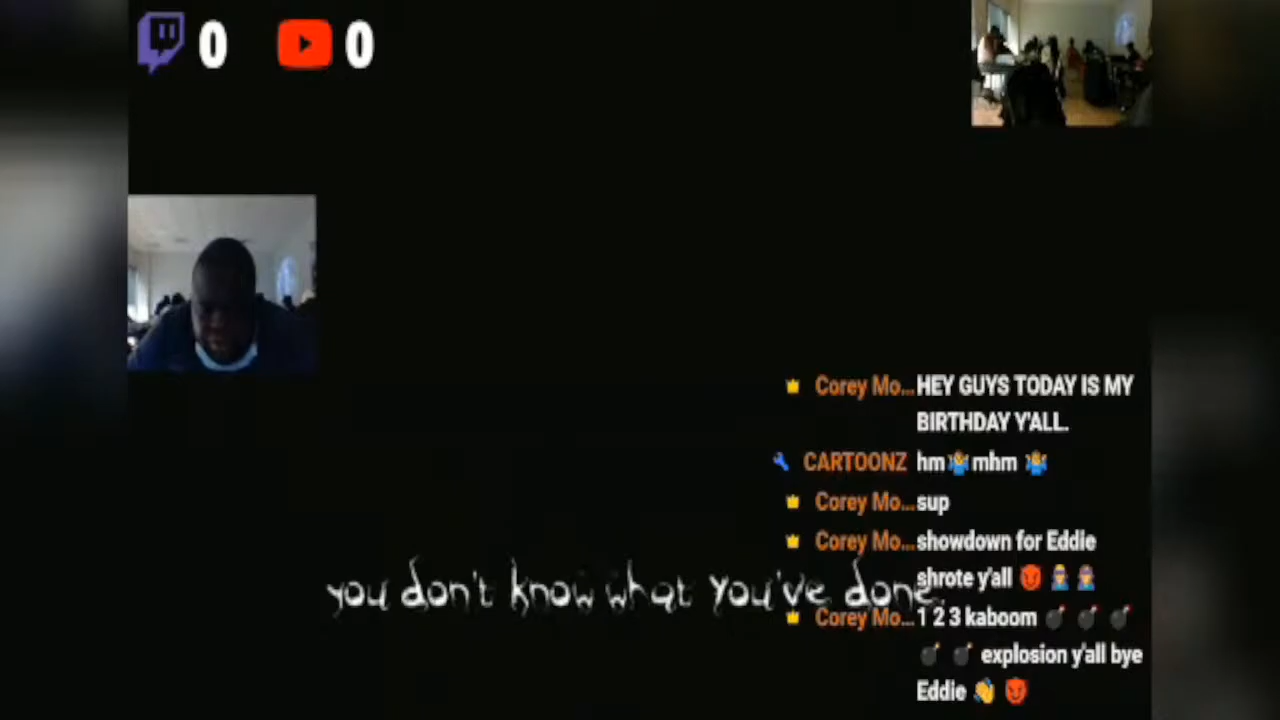 0 0
Corey Mo... HEY GUYS TODAY IS MY
BIRTHDAY Y'ALL.
CARTOONZ hm🤷mhm 🤷
Corey Mo... sup
Corey Mo... showdown for Eddie
shrote y'all 😈 👮 👮
you don't know what you've done.
Corey Mo... 1 2 3 kaboom 💣 💣 💣
💣 💣 explosion y'all bye
Eddie 👋 😈